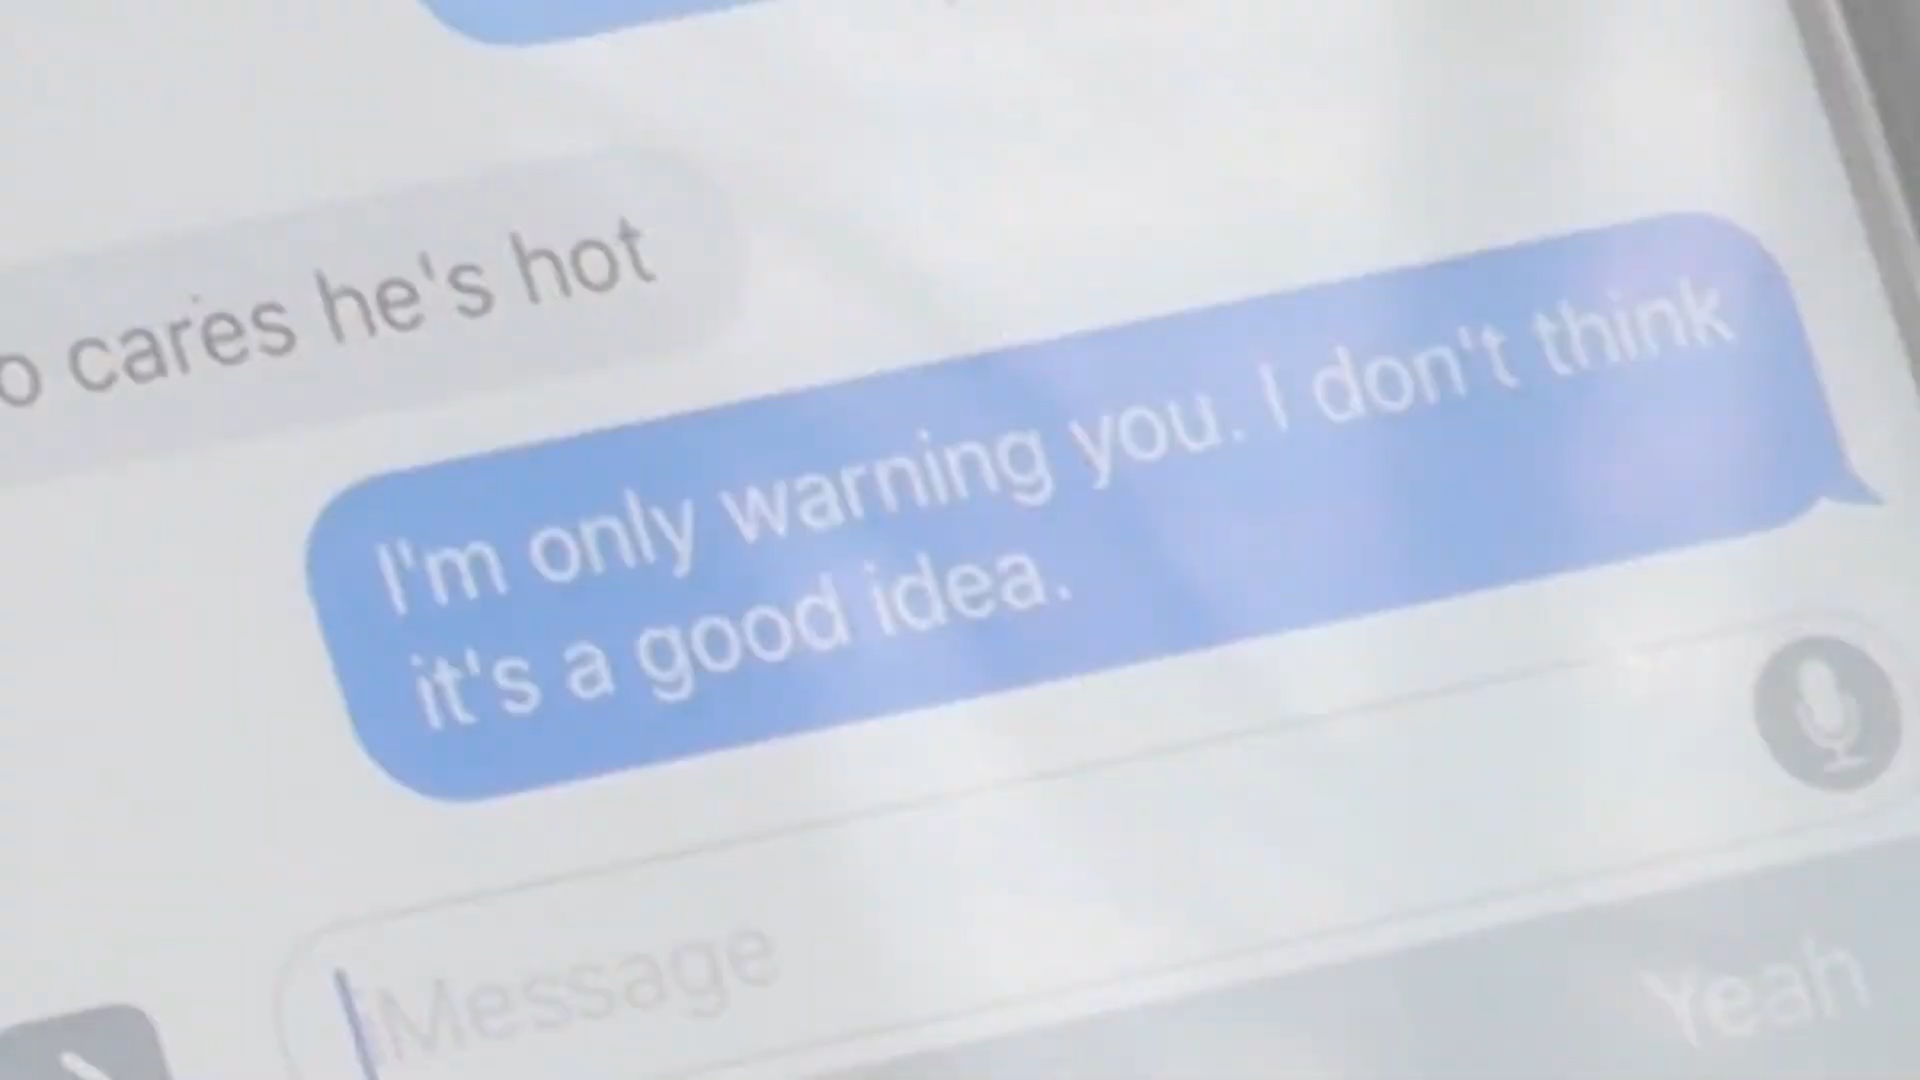 cares he's hot
I'm only warning you. I don't think
it's a good idea.
Message
Yeah